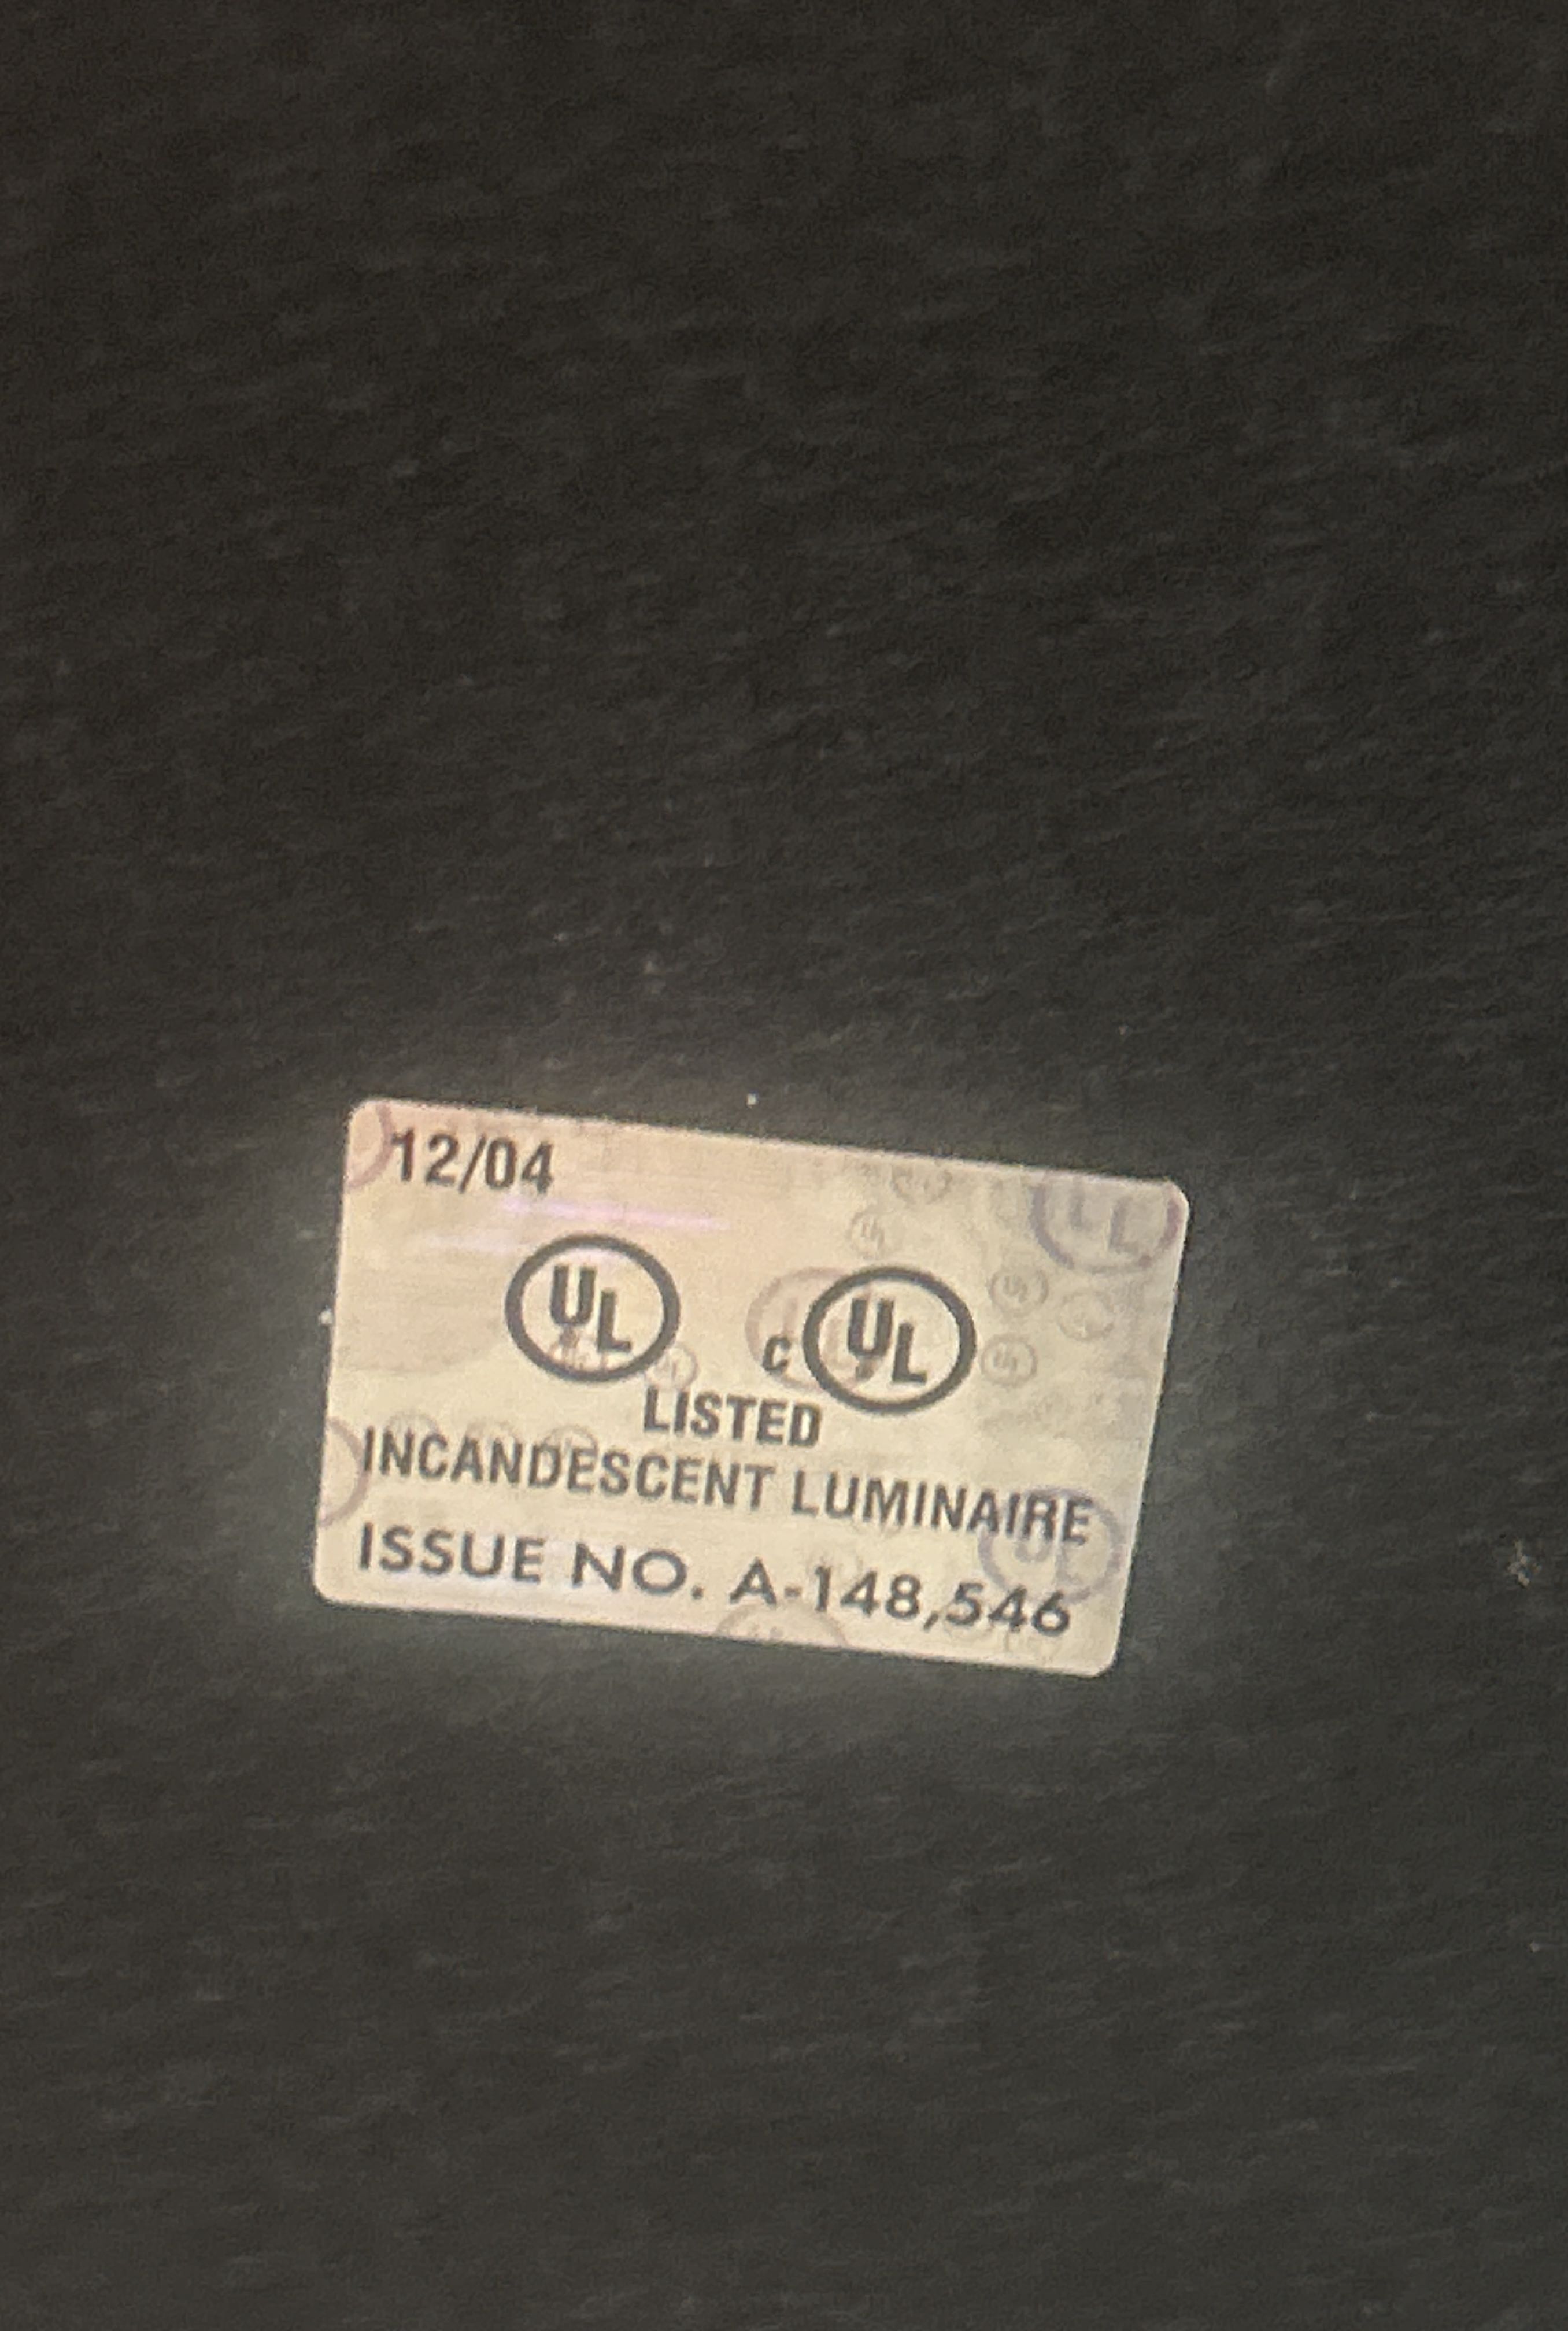 12/04
UL C UL
LISTED
INCANDESCENT LUMINAIRE
ISSUE NO. A-148,546